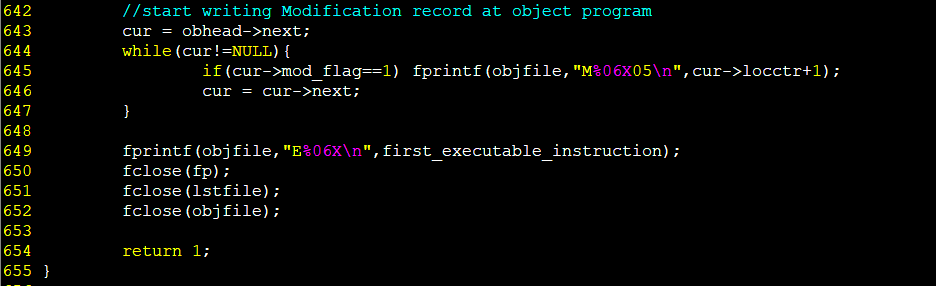 642         //start writing Modification record at object program
643         cur = obhead->next;
644         while(cur!=NULL){
645                 if(cur->mod_flag==1) fprintf(objfile,"M%06X05\n",cur->locctr+1);
646                 cur = cur->next;
647         }
648
649         fprintf(objfile,"E%06X\n",first_executable_instruction);
650         fclose(fp);
651         fclose(lstfile);
652         fclose(objfile);
653
654         return 1;
655 }